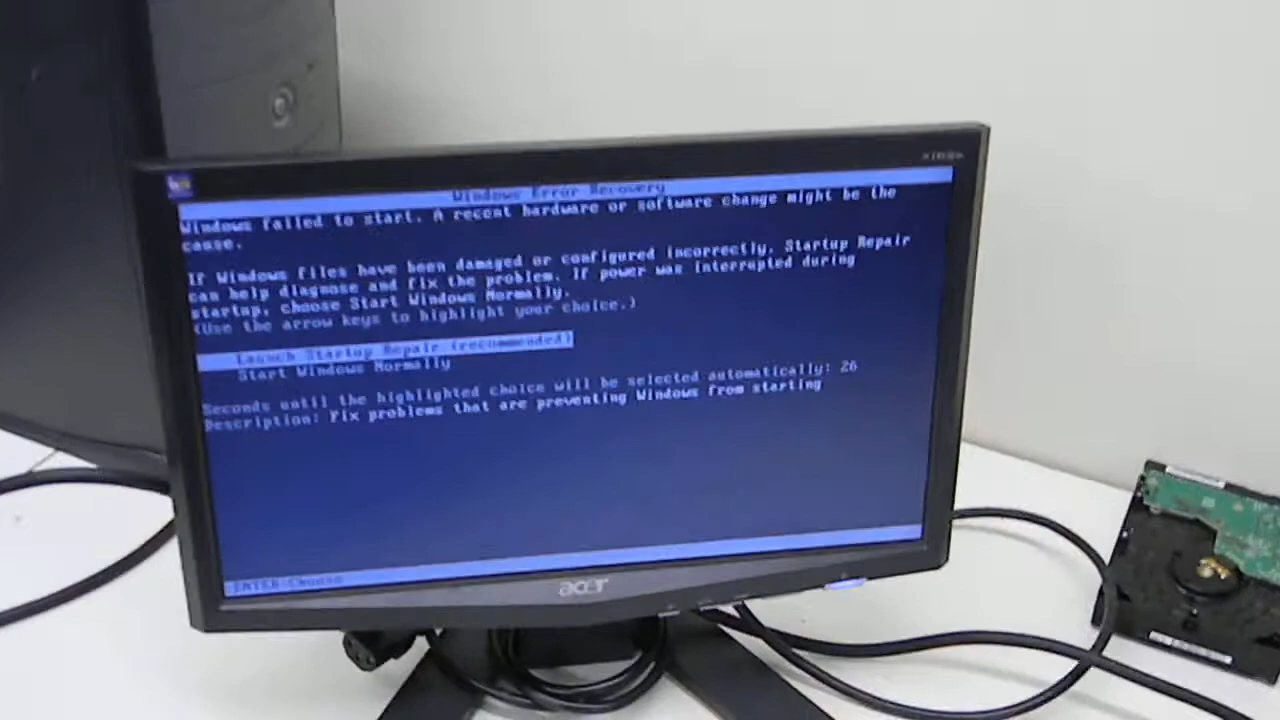 Windows Error Recovery
Windows failed to start. A recent hardware or software change might be the
cause.
If Windows files have been damaged or configured incorrectly, Startup Repair
can help diagnose and fix the problem. If power was interrupted during
startup, choose Start Windows Normally.
(Use the arrow keys to highlight your choice.)
Launch Startup Repair (recommended)
Start Windows Normally
Seconds until the highlighted choice will be selected automatically: 26
Description: Fix problems that are preventing Windows from starting
ENTER=Choose
acer